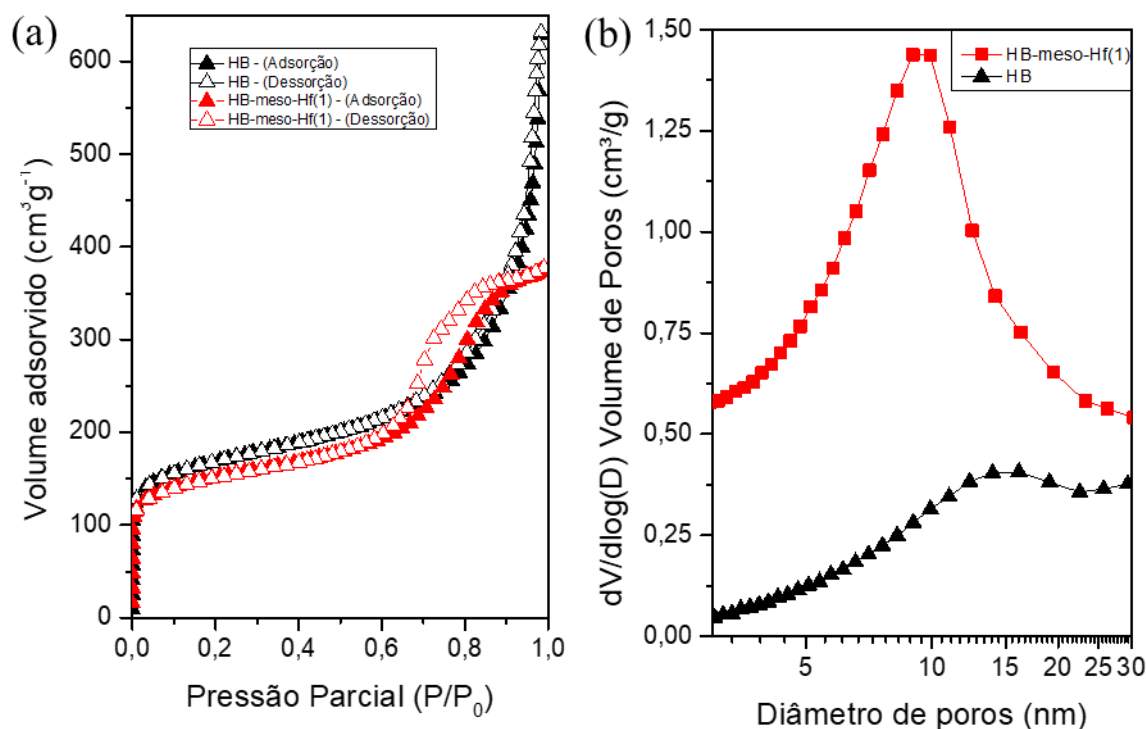 (a)
HB - (Adsorção)
HB - (Dessorção)
HB-meso-Hf(1) - (Adsorção)
HB-meso-Hf(1) - (Dessorção)
Volume adsorvido (cm³g⁻¹)
600
500
400
300
200
100
0
0,0 0,2 0,4 0,6 0,8 1,0
Pressão Parcial (P/P₀)
(b)
HB-meso-Hf(1)
HB
dV/dlog(D) Volume de Poros (cm³/g)
1,50
1,25
1,00
0,75
0,50
0,25
0,00
5 10 15 20 25 30
Diâmetro de poros (nm)